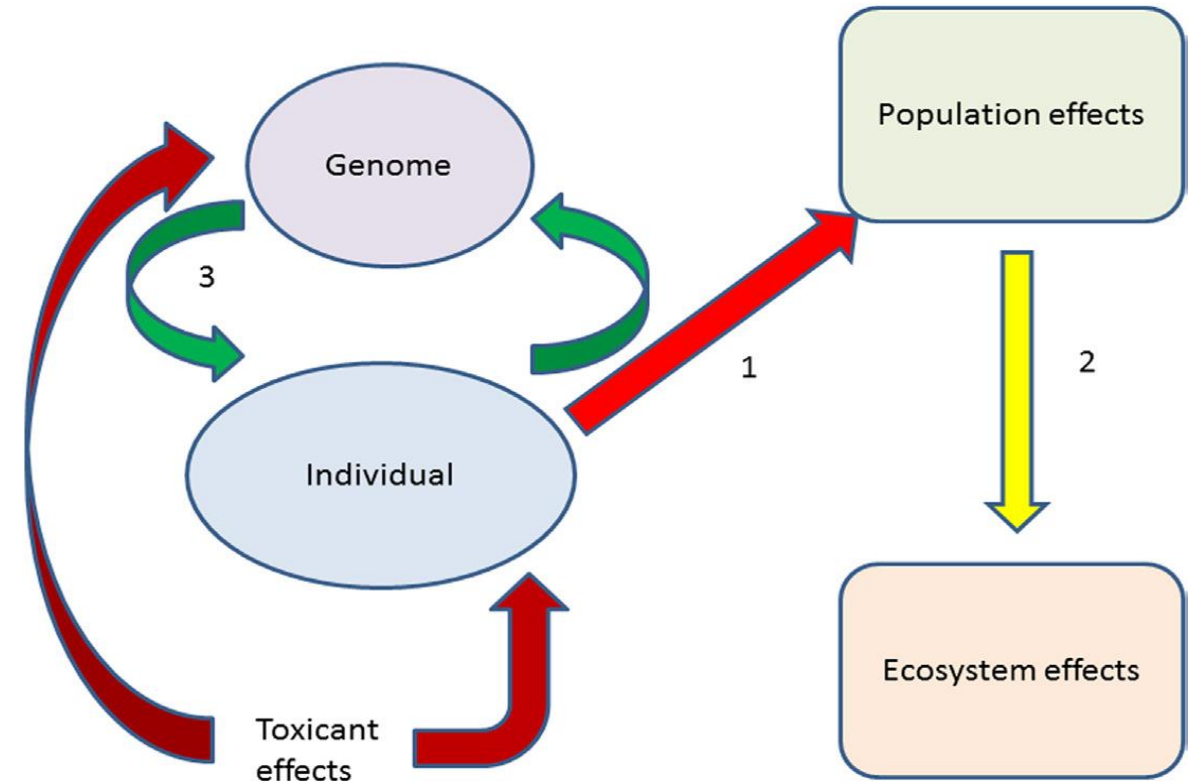 Population effects
Genome
3
1
2
Individual
Ecosystem effects
Toxicant
effects